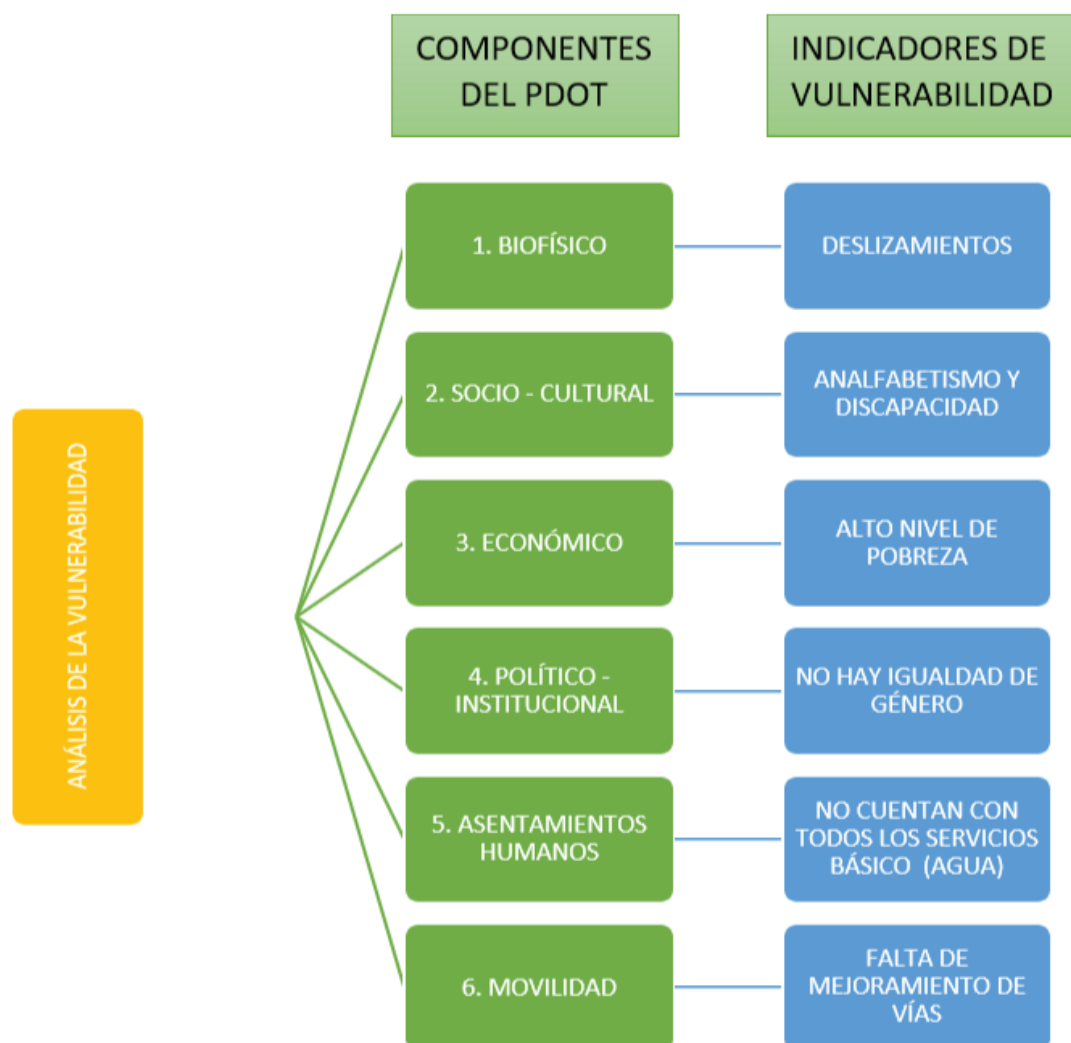 COMPONENTES
DEL PDOT
INDICADORES DE
VULNERABILIDAD
ANÁLISIS DE LA VULNERABILIDAD
1. BIOFÍSICO
DESLIZAMIENTOS
2. SOCIO - CULTURAL
ANALFABETISMO Y
DISCAPACIDAD
3. ECONÓMICO
ALTO NIVEL DE
POBREZA
4. POLÍTICO -
INSTITUCIONAL
NO HAY IGUALDAD DE
GÉNERO
5. ASENTAMIENTOS
HUMANOS
NO CUENTAN CON
TODOS LOS SERVICIOS
BÁSICO (AGUA)
6. MOVILIDAD
FALTA DE
MEJORAMIENTO DE
VÍAS